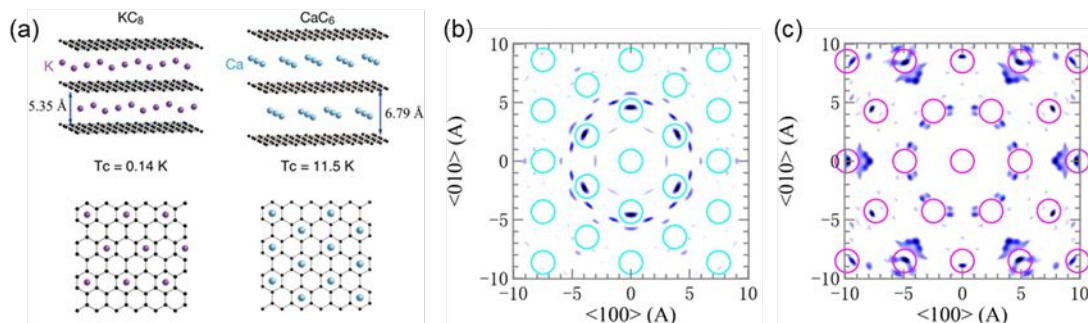 (a)
KC₈
CaC₆
K
Ca
5.35 Å
6.79 Å
Tc = 0.14 K
Tc = 11.5 K
(b)
10
5
0
−5
−10
<010> (A)
−10
−5
0
5
10
<100> (A)
(c)
10
5
0
−5
−10
<010> (A)
−10
−5
0
5
10
<100> (A)